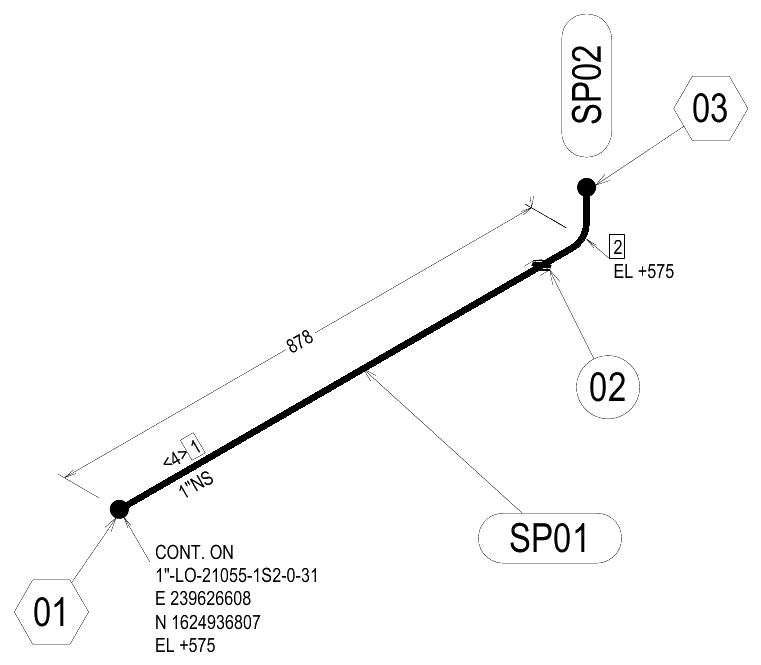 SP02
03
2
EL +575
878
02
<4> 1
1"NS
SP01
CONT. ON
1"-LO-21055-1S2-0-31
E 239626608
N 1624936807
EL +575
01